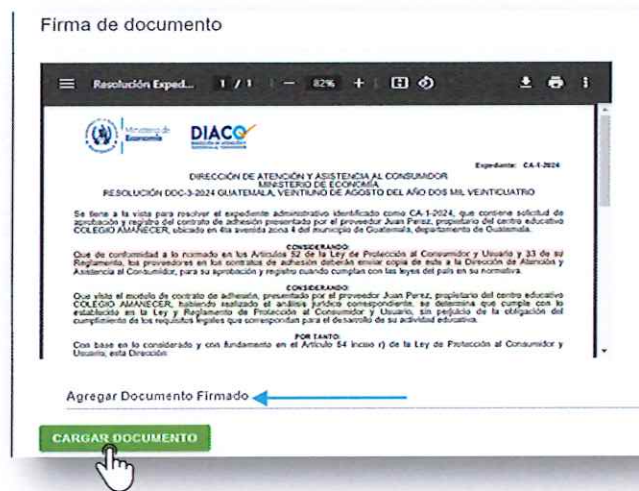 Firma de documento
Resolución Exped... 1 / 1 — 82% +
Ministerio de
Economía
DIACO
Expediente: CA-1-2024
DIRECCIÓN DE ATENCIÓN Y ASISTENCIA AL CONSUMIDOR
MINISTERIO DE ECONOMÍA
RESOLUCIÓN DDC-3-2024 GUATEMALA, VEINTIUNO DE AGOSTO DEL AÑO DOS MIL VEINTICUATRO
Se tiene a la vista para resolver el expediente administrativo identificado como CA-1-2024, que contiene solicitud de
aprobación y registro del contrato de adhesión presentado por el proveedor Juan Perez, propietario del centro educativo
COLEGIO AMANECER, ubicado en 4ta avenida zona 4 del municipio de Guatemala, departamento de Guatemala.
CONSIDERANDO:
Que de conformidad a lo normado en los Artículos 52 de la Ley de Protección al Consumidor y Usuario y 33 de su
Reglamento, los proveedores en los contratos de adhesión deberán enviar copia de este a la Dirección de Atención y
Asistencia al Consumidor, para su aprobación y registro cuando cumplan con las leyes del país en su normativa.
CONSIDERANDO:
Que visto el modelo de contrato de adhesión, presentado por el proveedor Juan Perez, propietario del centro educativo
COLEGIO AMANECER, habiendo realizado el análisis jurídico correspondiente, se determina que cumple con lo
establecido en la Ley y Reglamento de Protección al Consumidor y Usuario, sin perjuicio de la obligación del
cumplimiento de los requisitos legales que correspondan para el desarrollo de su actividad educativa.
POR TANTO:
Con base en lo considerado y con fundamento en el Artículo 54 inciso r) de la Ley de Protección al Consumidor y
Usuario, esta Dirección:
Agregar Documento Firmado
CARGAR DOCUMENTO